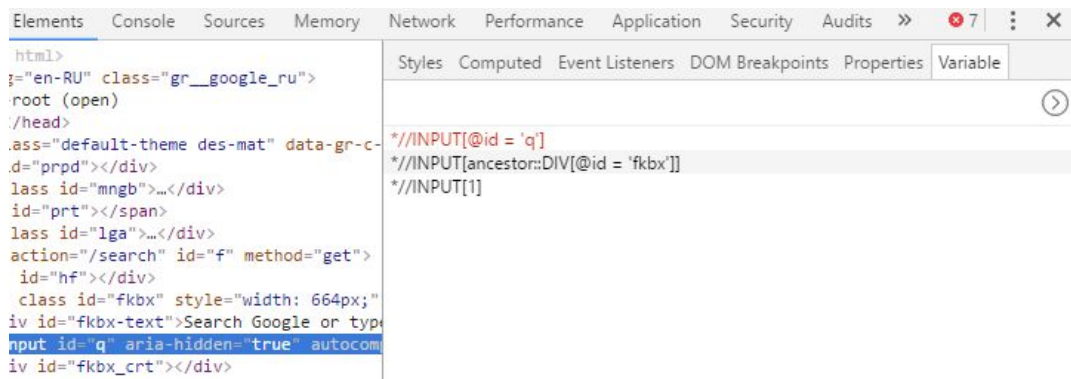 Elements Console Sources Memory Network Performance Application Security Audits » 7
html>
g="en-RU" class="gr__google_ru">
root (open)
/head>
ass="default-theme des-mat" data-gr-c-
d="prpd"></div>
lass id="mngb">…</div>
id="prt"></span>
lass id="lga">…</div>
action="/search" id="f" method="get">
id="hf"></div>
class id="fkbx" style="width: 664px;"
iv id="fkbx-text">Search Google or type
nput id="q" aria-hidden="true" autocom
iv id="fkbx_crt"></div>
Styles Computed Event Listeners DOM Breakpoints Properties Variable
*//INPUT[@id = 'q']
*//INPUT[ancestor::DIV[@id = 'fkbx']]
*//INPUT[1]